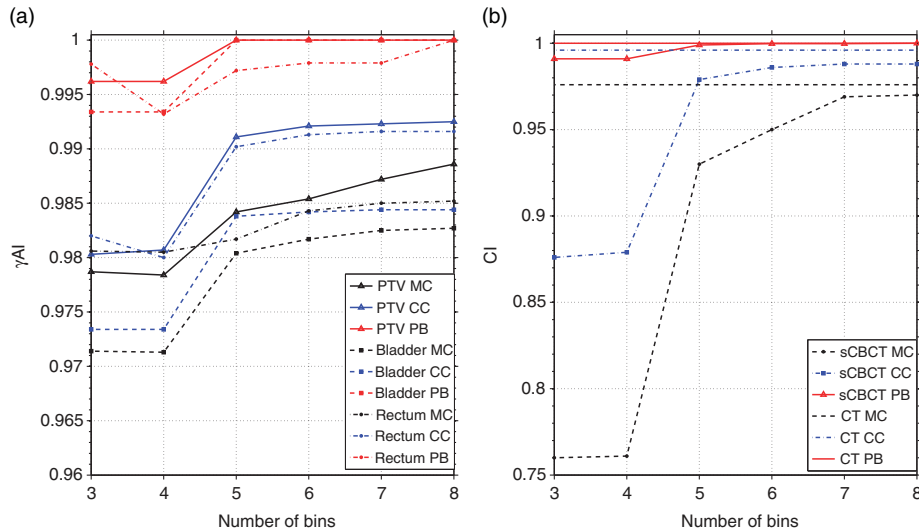 (a)
1
0.995
0.99
0.985
0.98
0.975
0.97
0.965
0.96
γAI
3 4 5 6 7 8
Number of bins
PTV MC
PTV CC
PTV PB
Bladder MC
Bladder CC
Bladder PB
Rectum MC
Rectum CC
Rectum PB
(b)
1
0.95
0.9
0.85
0.8
0.75
CI
3 4 5 6 7 8
Number of bins
sCBCT MC
sCBCT CC
sCBCT PB
CT MC
CT CC
CT PB